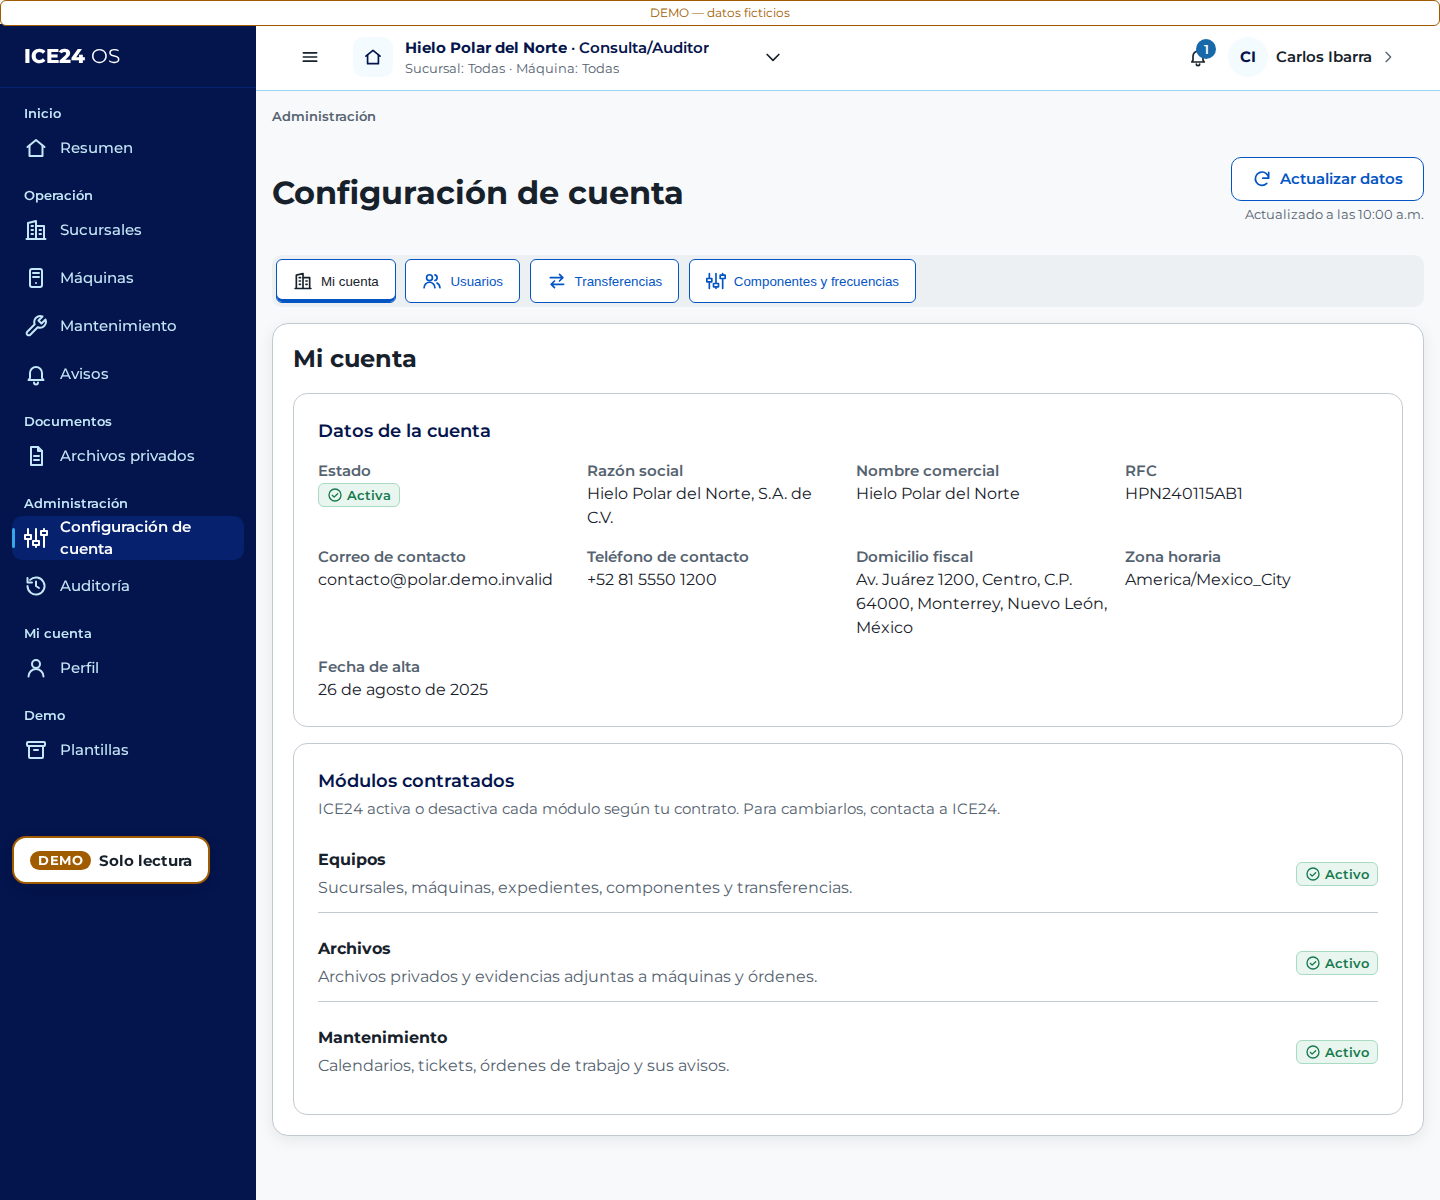 DEMO — datos ficticios
ICE24 OS
Inicio
Resumen
Operación
Sucursales
Máquinas
Mantenimiento
Avisos
Documentos
Archivos privados
Administración
Configuración de
cuenta
Auditoría
Mi cuenta
Perfil
Demo
Plantillas
DEMO Solo lectura
Hielo Polar del Norte · Consulta/Auditor
Sucursal: Todas · Máquina: Todas
1
CI Carlos Ibarra
Administración
Configuración de cuenta
Actualizar datos
Actualizado a las 10:00 a.m.
Mi cuenta Usuarios Transferencias Componentes y frecuencias
Mi cuenta
Datos de la cuenta
Estado
Activa
Razón social
Hielo Polar del Norte, S.A. de
C.V.
Nombre comercial
Hielo Polar del Norte
RFC
HPN240115AB1
Correo de contacto
contacto@polar.demo.invalid
Teléfono de contacto
+52 81 5550 1200
Domicilio fiscal
Av. Juárez 1200, Centro, C.P.
64000, Monterrey, Nuevo León,
México
Zona horaria
America/Mexico_City
Fecha de alta
26 de agosto de 2025
Módulos contratados
ICE24 activa o desactiva cada módulo según tu contrato. Para cambiarlos, contacta a ICE24.
Equipos
Sucursales, máquinas, expedientes, componentes y transferencias.
Activo
Archivos
Archivos privados y evidencias adjuntas a máquinas y órdenes.
Activo
Mantenimiento
Calendarios, tickets, órdenes de trabajo y sus avisos.
Activo